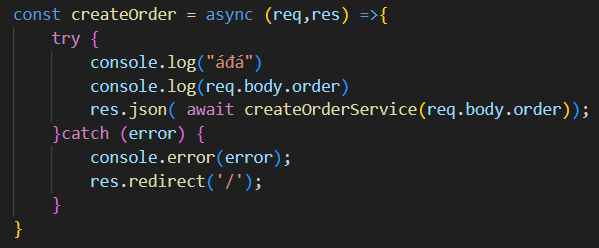 const createOrder = async (req,res) =>{
    try {
        console.log("áđá")
        console.log(req.body.order)
        res.json( await createOrderService(req.body.order));
    }catch (error) {
        console.error(error);
        res.redirect('/');
    }
}